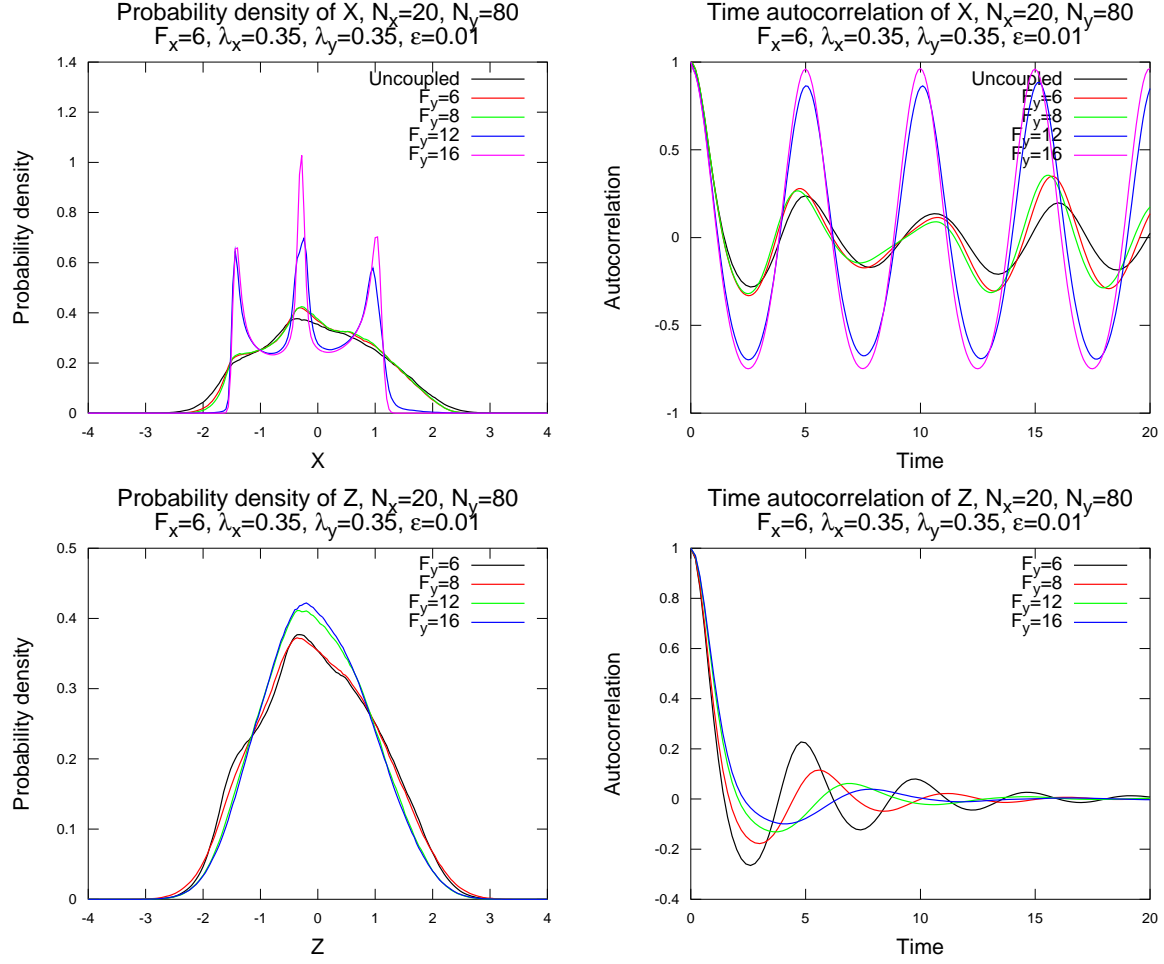 Probability density of X, N_x=20, N_y=80
F_x=6, λ_x=0.35, λ_y=0.35, ε=0.01
Uncoupled
F_y=6
F_y=8
F_y=12
F_y=16
Probability density
1.4
1.2
1
0.8
0.6
0.4
0.2
0
-4 -3 -2 -1 0 1 2 3 4
X
Time autocorrelation of X, N_x=20, N_y=80
F_x=6, λ_x=0.35, λ_y=0.35, ε=0.01
Uncoupled
F_y=6
F_y=8
F_y=12
F_y=16
Autocorrelation
1
0.5
0
-0.5
-1
0 5 10 15 20
Time
Probability density of Z, N_x=20, N_y=80
F_x=6, λ_x=0.35, λ_y=0.35, ε=0.01
F_y=6
F_y=8
F_y=12
F_y=16
Probability density
0.5
0.4
0.3
0.2
0.1
0
-4 -3 -2 -1 0 1 2 3 4
Z
Time autocorrelation of Z, N_x=20, N_y=80
F_x=6, λ_x=0.35, λ_y=0.35, ε=0.01
F_y=6
F_y=8
F_y=12
F_y=16
Autocorrelation
1
0.8
0.6
0.4
0.2
0
-0.2
-0.4
0 5 10 15 20
Time